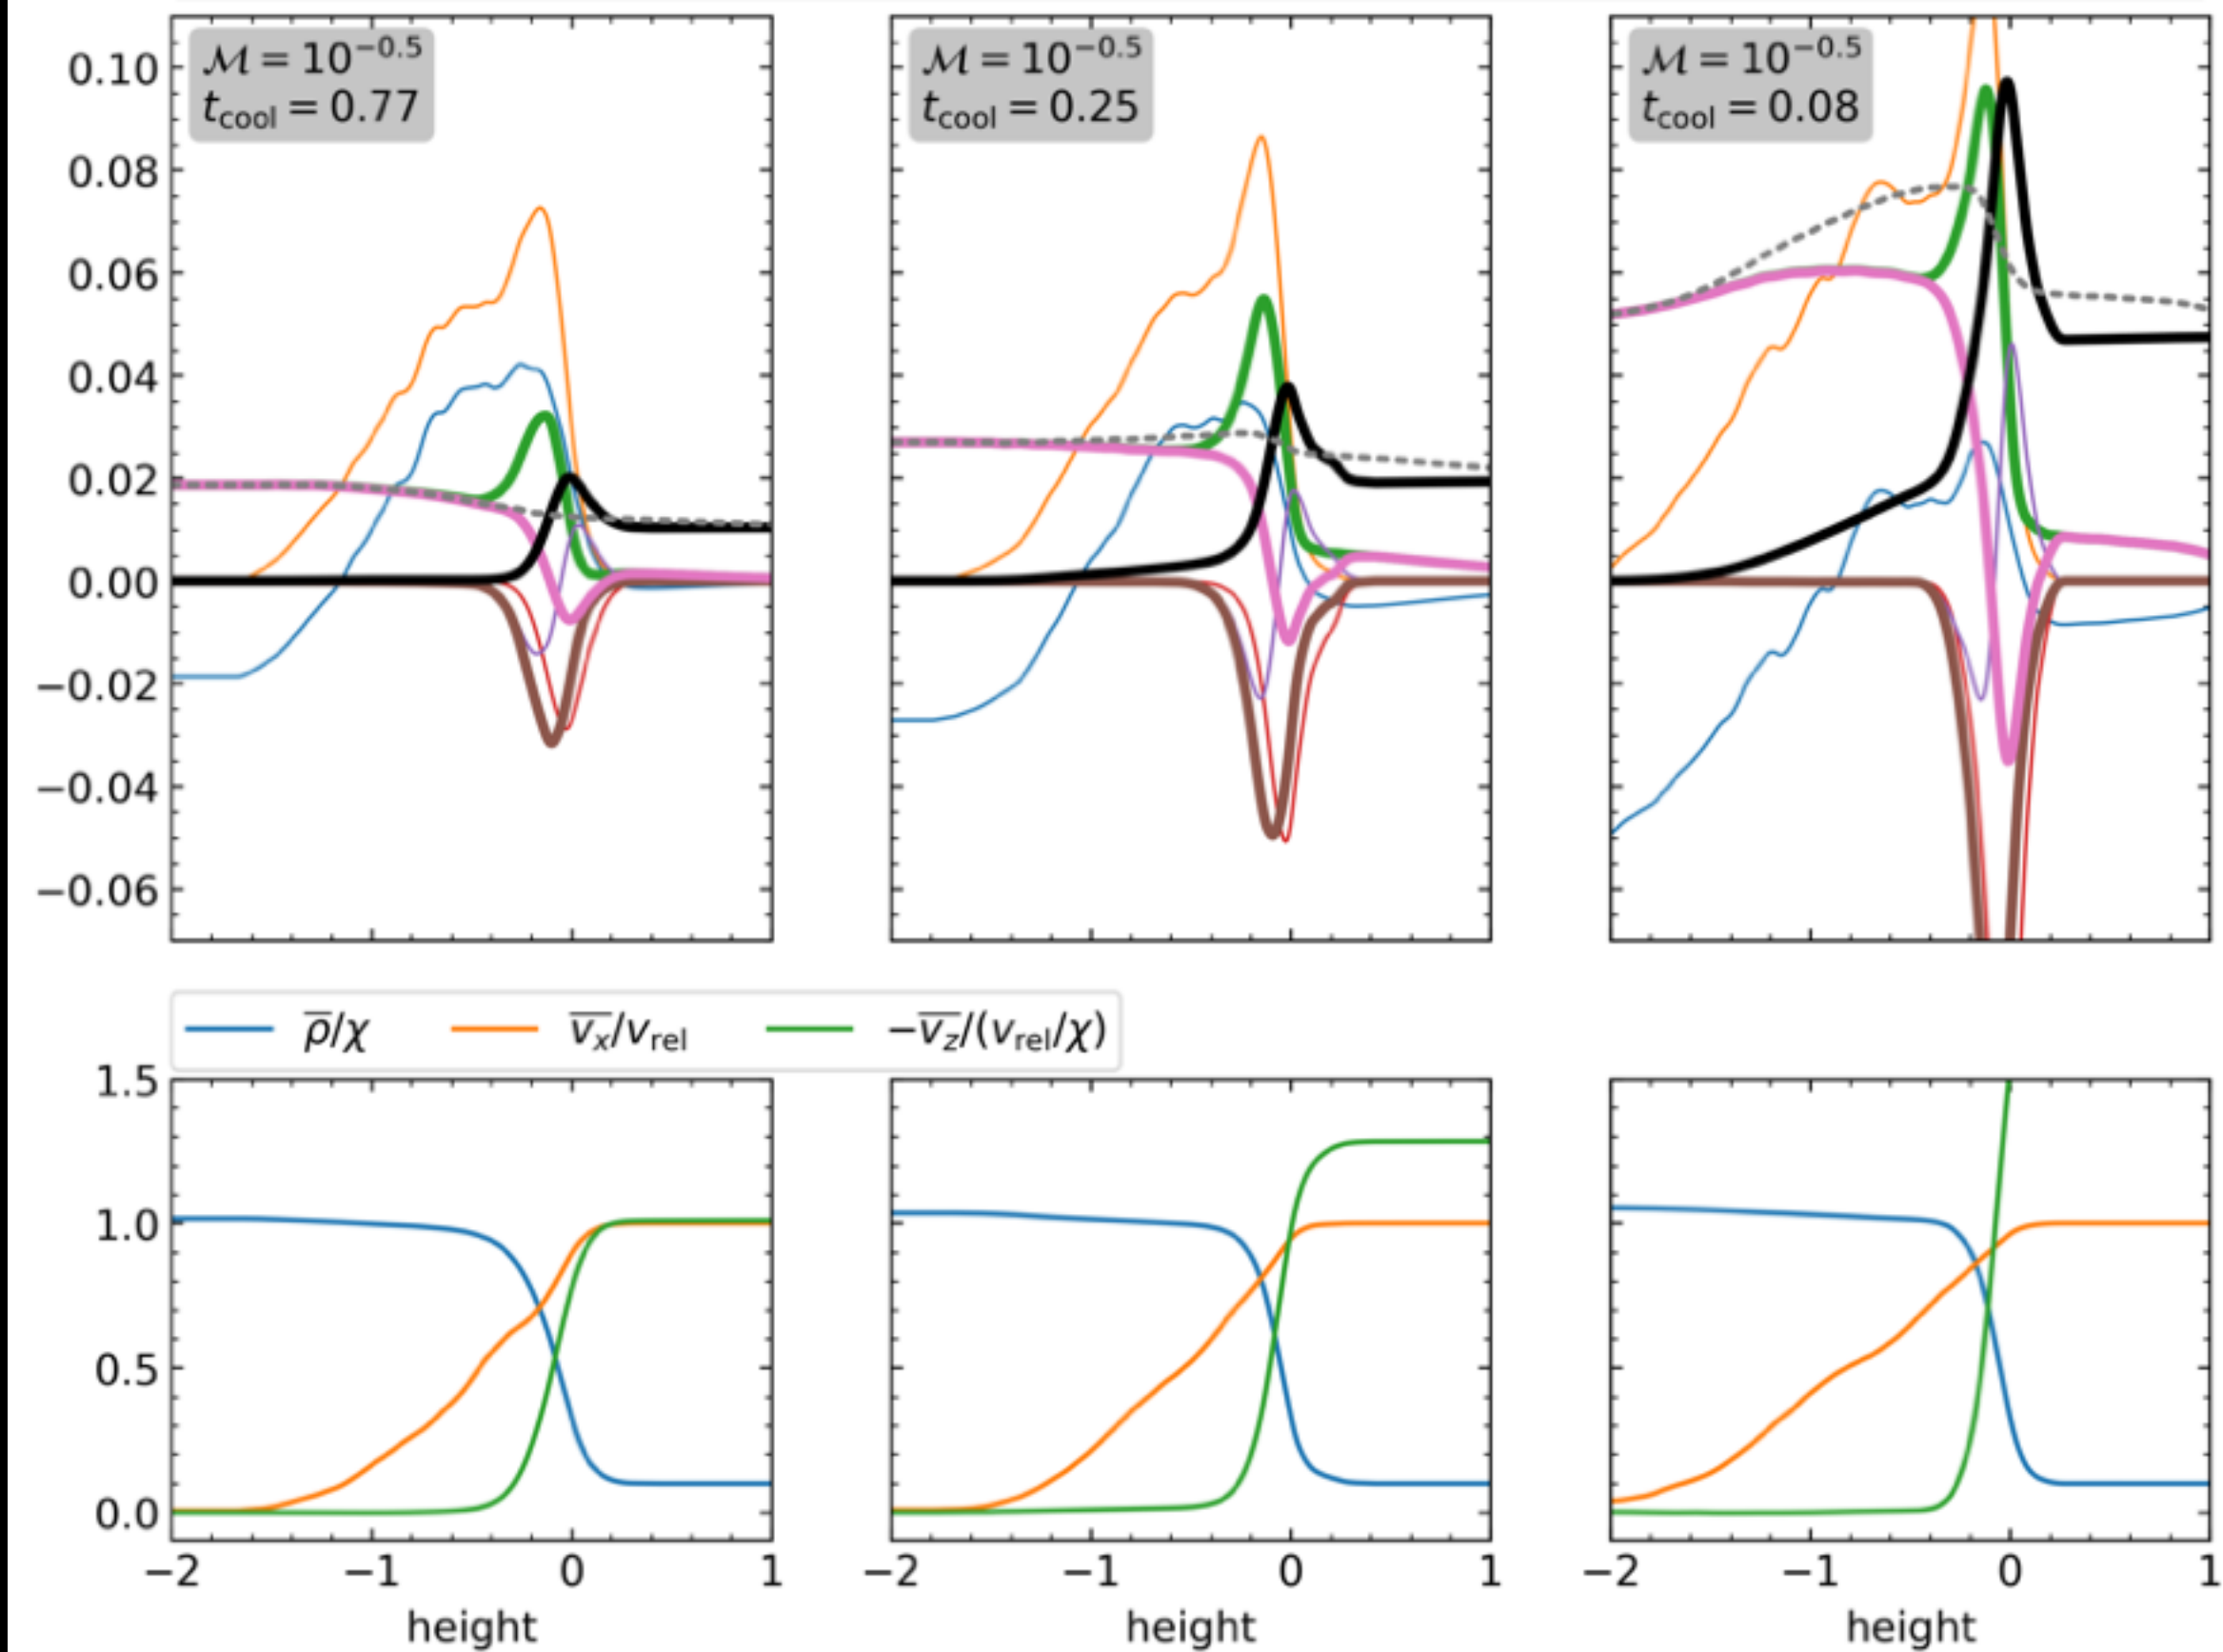 ℳ = 10^−0.5
t_cool = 0.77
ℳ = 10^−0.5
t_cool = 0.25
ℳ = 10^−0.5
t_cool = 0.08
0.10
0.08
0.06
0.04
0.02
0.00
−0.02
−0.04
−0.06
ρ̅/χ v̅_x̅/v_rel −v̅_z̅/(v_rel/χ)
1.5
1.0
0.5
0.0
−2 −1 0 1 −2 −1 0 1 −2 −1 0 1
height height height